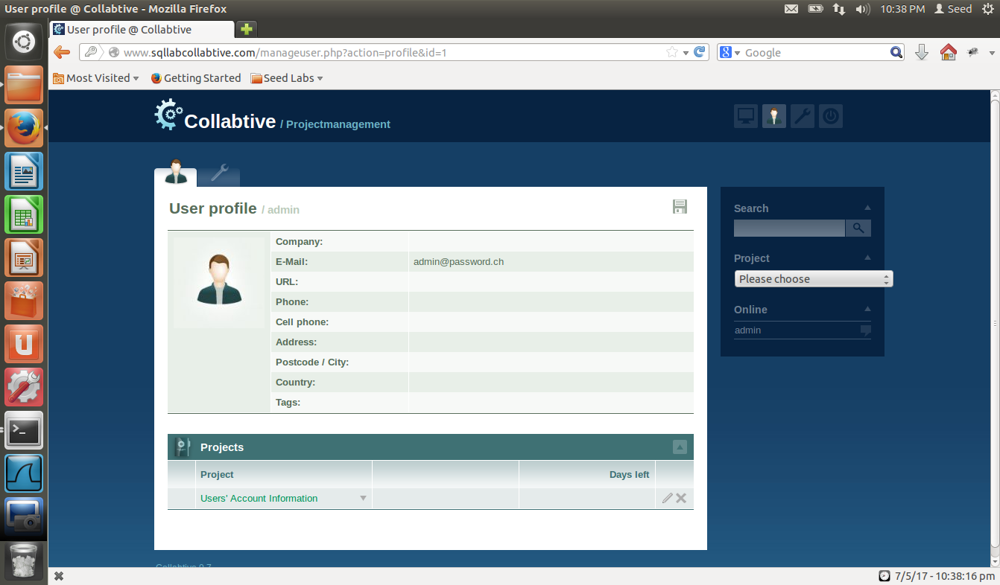 User profile @ Collabtive - Mozilla Firefox
10:38 PM Seed
User profile @ Collabtive
www.sqllabcollabtive.com/manageuser.php?action=profile&id=1
8 Google
Most Visited Getting Started Seed Labs
Collabtive / Projectmanagement
User profile / admin
Company:
E-Mail: admin@password.ch
URL:
Phone:
Cell phone:
Address:
Postcode / City:
Country:
Tags:
Projects
Project Days left
Users' Account Information
Search
Project
Please choose
Online
admin
Collabtive 0.7
7/5/17 - 10:38:16 pm